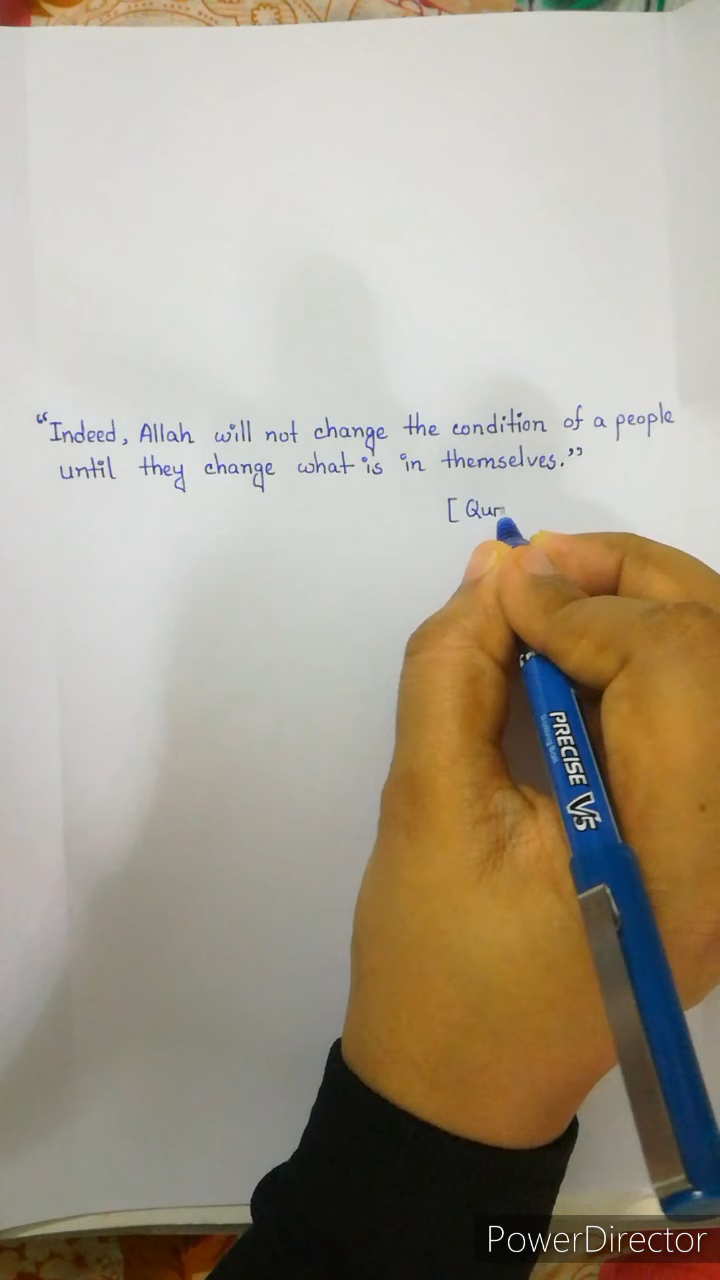 “Indeed, Allah will not change the condition of a people
until they change what is in themselves.”
[ Qur
PRECISE V5
PowerDirector